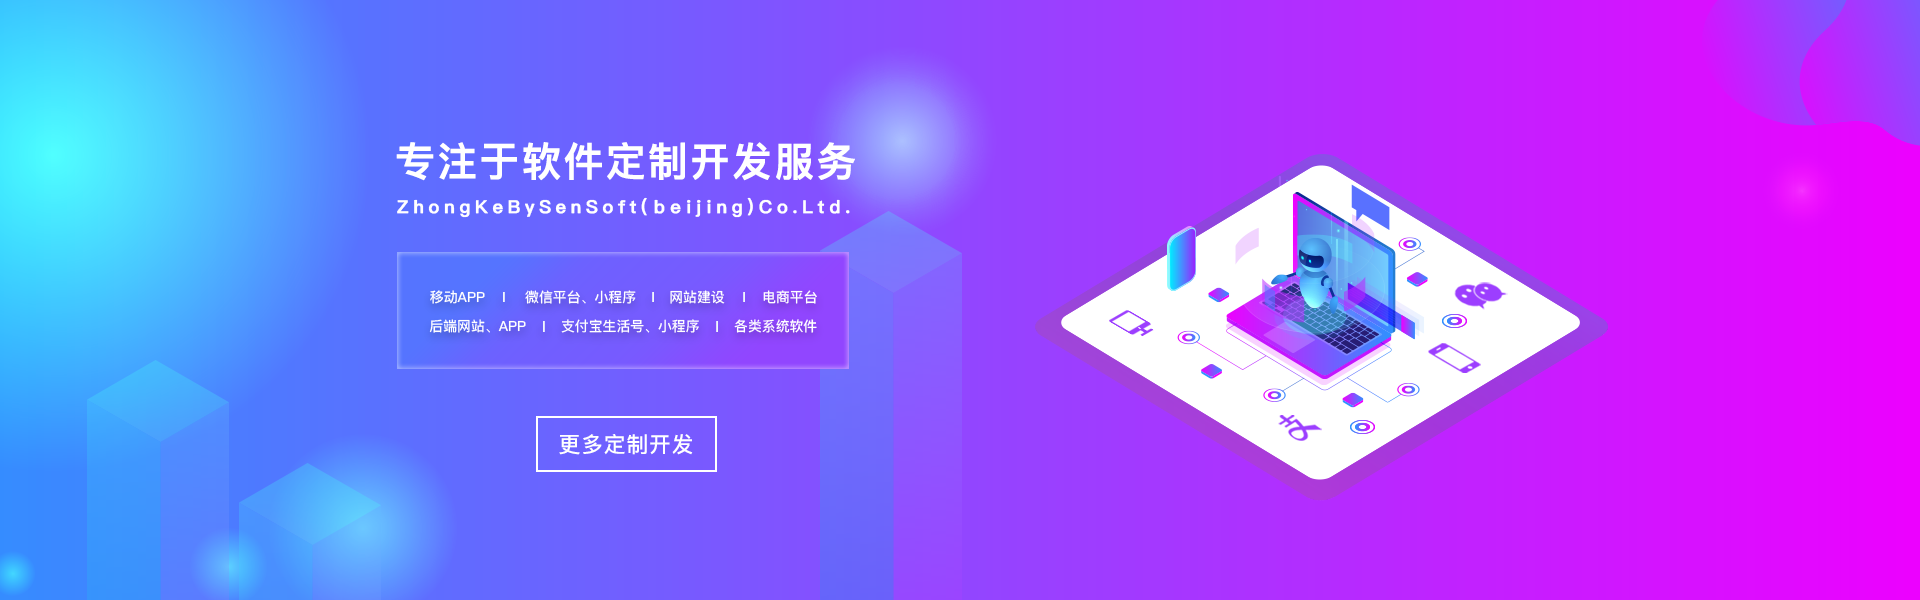 专注于软件定制开发服务
ZhongKeBySenSoft(beijing)Co.Ltd.
移动APP I 微信平台、小程序 I 网站建设 I 电商平台
后端网站、APP I 支付宝生活号、小程序 I 各类系统软件
更多定制开发